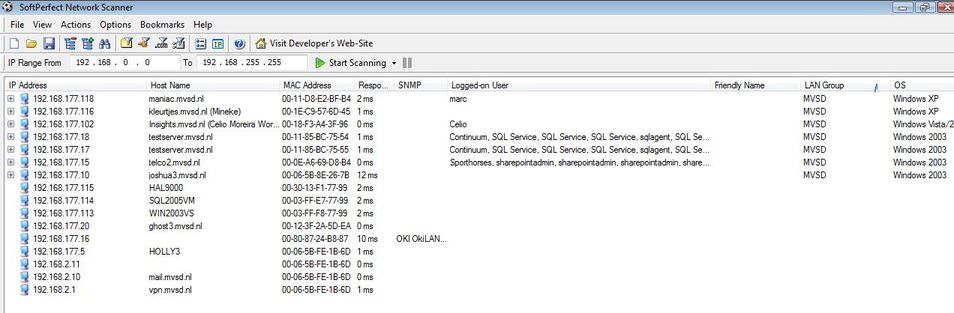 SoftPerfect Network Scanner
File View Actions Options Bookmarks Help
Visit Developer's Web-Site
IP Range From 192 . 168 . 0 . 0 To 192 . 168 . 255 . 255 Start Scanning
IP Address Host Name MAC Address Respo... SNMP Logged-on User Friendly Name LAN Group OS
192.168.177.118 maniac.mvsd.nl 00-11-D8-E2-BF-B4 2 ms marc MVSD Windows XP
192.168.177.116 kleurtjes.mvsd.nl (Mineke) 00-1E-C9-57-6D-45 1 ms MVSD Windows XP
192.168.177.102 Insights.mvsd.nl (Celio Moreira Wor... 00-18-F3-A4-3F-96 0 ms Celio MVSD Windows Vista/2
192.168.177.18 testserver.mvsd.nl 00-11-85-BC-75-54 1 ms Continuum, SQL Service, SQL Service, SQL Service, sqlagent, SQL Se... MVSD Windows 2003
192.168.177.17 testserver.mvsd.nl 00-11-85-BC-75-55 1 ms Continuum, SQL Service, SQL Service, SQL Service, sqlagent, SQL Se... MVSD Windows 2003
192.168.177.15 telco2.mvsd.nl 00-0E-A6-69-D8-B4 0 ms Sporthorses, sharepointadmin, sharepointadmin, sharepointadmin, share... MVSD Windows 2003
192.168.177.10 joshua3.mvsd.nl 00-06-5B-8E-26-7B 12 ms MVSD Windows 2003
192.168.177.115 HAL9000 00-30-13-F1-77-99 2 ms
192.168.177.114 SQL2005VM 00-03-FF-E7-77-99 2 ms
192.168.177.113 WIN2003VS 00-03-FF-F8-77-99 2 ms
192.168.177.20 ghost3.mvsd.nl 00-12-3F-2A-5D-EA 0 ms
192.168.177.16 00-80-87-24-B8-87 10 ms OKI OkiLAN...
192.168.177.5 HOLLY3 00-06-5B-FE-1B-6D 1 ms
192.168.2.11 00-06-5B-FE-1B-6D 0 ms
192.168.2.10 mail.mvsd.nl 00-06-5B-FE-1B-6D 0 ms
192.168.2.1 vpn.mvsd.nl 00-06-5B-FE-1B-6D 1 ms